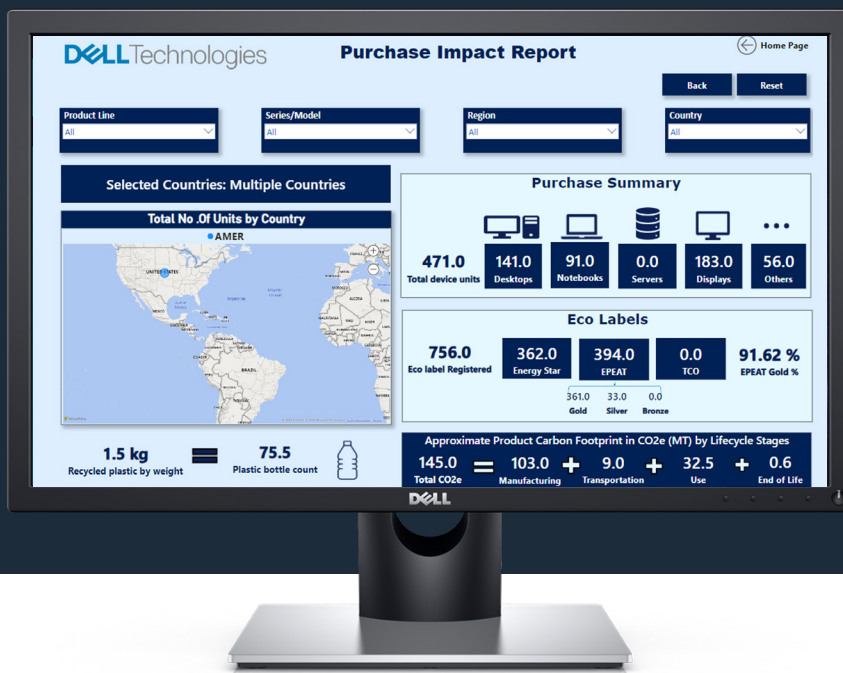 DELLTechnologies
Purchase Impact Report
Home Page
Back
Reset
Product Line
All
Series/Model
All
Region
All
Country
All
Selected Countries: Multiple Countries
Total No .Of Units by Country
AMER
UNITED STATES
MEXICO
VENEZUELA
BRAZIL
ALGERIA
Purchase Summary
471.0
Total device units
141.0
Desktops
91.0
Notebooks
0.0
Servers
183.0
Displays
...
56.0
Others
Eco Labels
756.0
Eco label Registered
362.0
Energy Star
394.0
EPEAT
0.0
TCO
91.62 %
EPEAT Gold %
361.0
Gold
33.0
Silver
0.0
Bronze
1.5 kg
Recycled plastic by weight
=
75.5
Plastic bottle count
Approximate Product Carbon Footprint in CO2e (MT) by Lifecycle Stages
145.0 = 103.0 + 9.0 + 32.5 + 0.6
Total CO2e Manufacturing Transportation Use End of Life
DELL